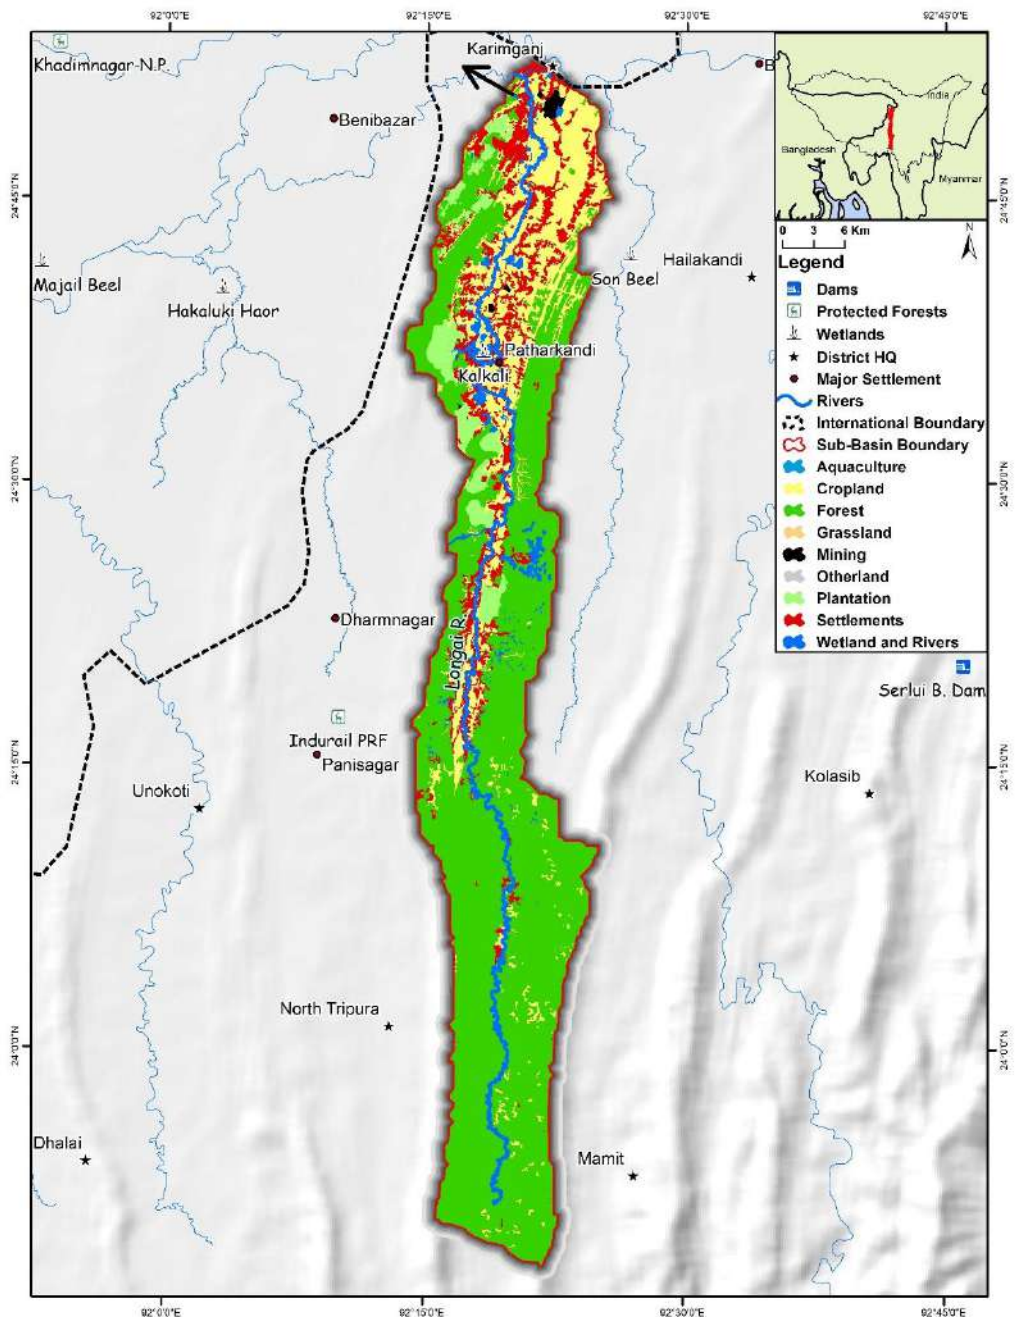 92°0'0"E 92°15'0"E 92°30'0"E 92°45'0"E
Karimganj
Khadimnagar-N.P.
B
Benibazar
India
Bangladesh
Myanmar
24°45'0"N
24°45'0"N
0 3 6 Km
N
Majail Beel
Hakaluki Haor
Son Beel
Hailakandi
Patharkandi
Kalkali
Legend
Dams
Protected Forests
Wetlands
District HQ
Major Settlement
Rivers
International Boundary
Sub-Basin Boundary
Aquaculture
Cropland
Forest
Grassland
Mining
Otherland
Plantation
Settlements
Wetland and Rivers
24°30'0"N
24°30'0"N
Dharmnagar
Longai R.
Serlui B. Dam
Indurail PRF
Panisagar
24°15'0"N
24°15'0"N
Unokoti
Kolasib
North Tripura
24°0'0"N
24°0'0"N
Dhalai
Mamit
92°0'0"E 92°15'0"E 92°30'0"E 92°45'0"E